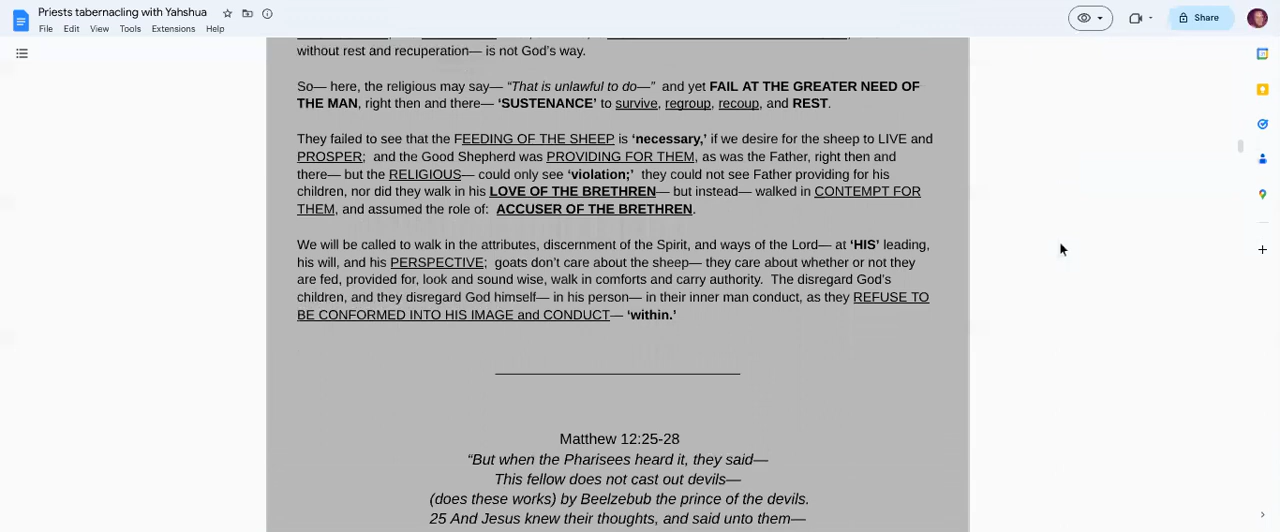 Priests tabernacling with Yahshua
File Edit View Tools Extensions Help
Share
without rest and recuperation— is not God's way.
So— here, the religious may say— “That is unlawful to do—” and yet FAIL AT THE GREATER NEED OF
THE MAN, right then and there— ‘SUSTENANCE’ to survive, regroup, recoup, and REST.
They failed to see that the FEEDING OF THE SHEEP is ‘necessary,’ if we desire for the sheep to LIVE and
PROSPER; and the Good Shepherd was PROVIDING FOR THEM, as was the Father, right then and
there— but the RELIGIOUS— could only see ‘violation;’ they could not see Father providing for his
children, nor did they walk in his LOVE OF THE BRETHREN— but instead— walked in CONTEMPT FOR
THEM, and assumed the role of: ACCUSER OF THE BRETHREN.
We will be called to walk in the attributes, discernment of the Spirit, and ways of the Lord— at ‘HIS’ leading,
his will, and his PERSPECTIVE; goats don’t care about the sheep— they care about whether or not they
are fed, provided for, look and sound wise, walk in comforts and carry authority. The disregard God’s
children, and they disregard God himself— in his person— in their inner man conduct, as they REFUSE TO
BE CONFORMED INTO HIS IMAGE and CONDUCT— ‘within.’
Matthew 12:25-28
“But when the Pharisees heard it, they said—
This fellow does not cast out devils—
(does these works) by Beelzebub the prince of the devils.
25 And Jesus knew their thoughts, and said unto them—